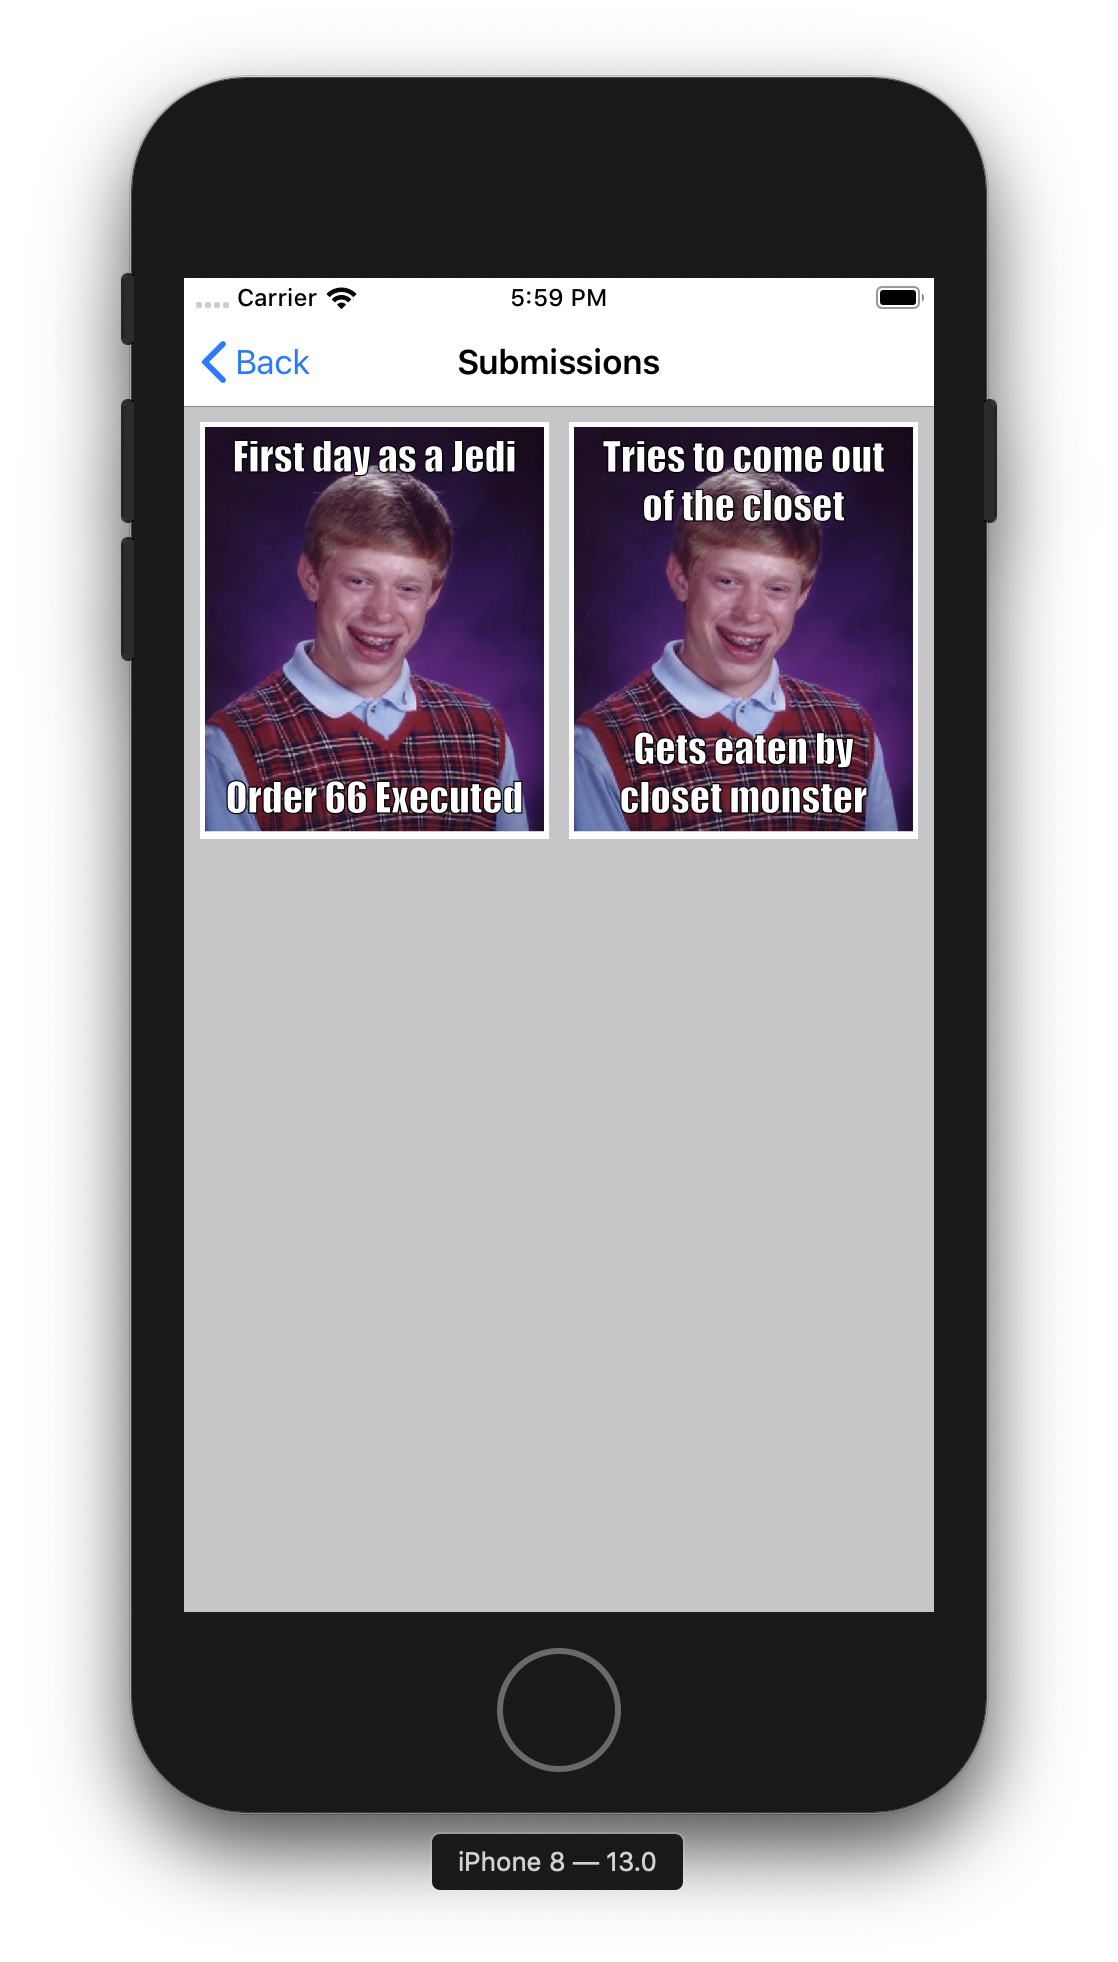 Carrier 5:59 PM
Back Submissions
First day as a Jedi
Order 66 Executed
Tries to come out
of the closet
Gets eaten by
closet monster
iPhone 8 — 13.0